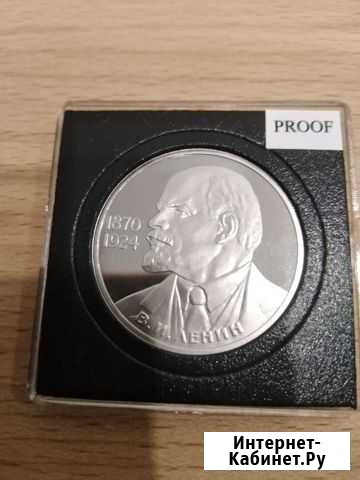 PROOF
1870
1924
В. И. ЛЕНИН
Интернет-
Кабинет.Ру